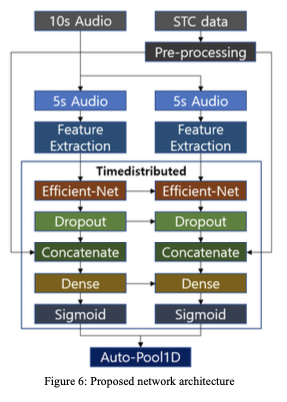 10s Audio STC data
Pre-processing
5s Audio 5s Audio
Feature Extraction Feature Extraction
Timedistributed
Efficient-Net Efficient-Net
Dropout Dropout
Concatenate Concatenate
Dense Dense
Sigmoid Sigmoid
Auto-Pool1D
Figure 6: Proposed network architecture